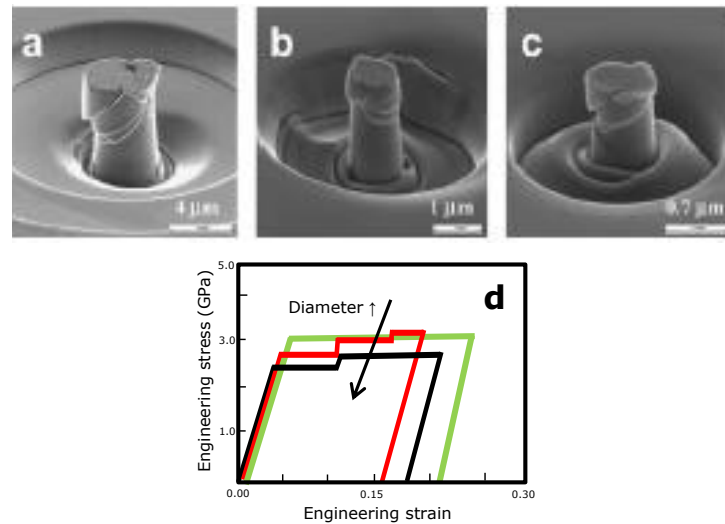 a
b
c
4 μm
1 μm
0.7 μm
d
5.0
3.0
1.0
Engineering stress (GPa)
Diameter ↑
0.00
0.15
0.30
Engineering strain